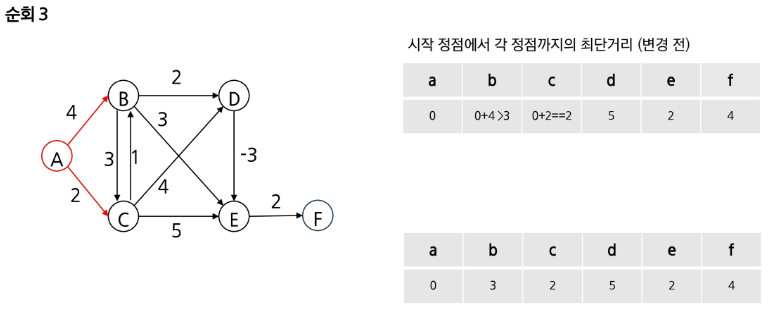 순회 3
시작 정점에서 각 정점까지의 최단거리 (변경 전)
a b c d e f
0 0+4>3 0+2==2 5 2 4
B 2 D
4 3
A 3 1 -3
2 4
C 5 E 2 F
a b c d e f
0 3 2 5 2 4